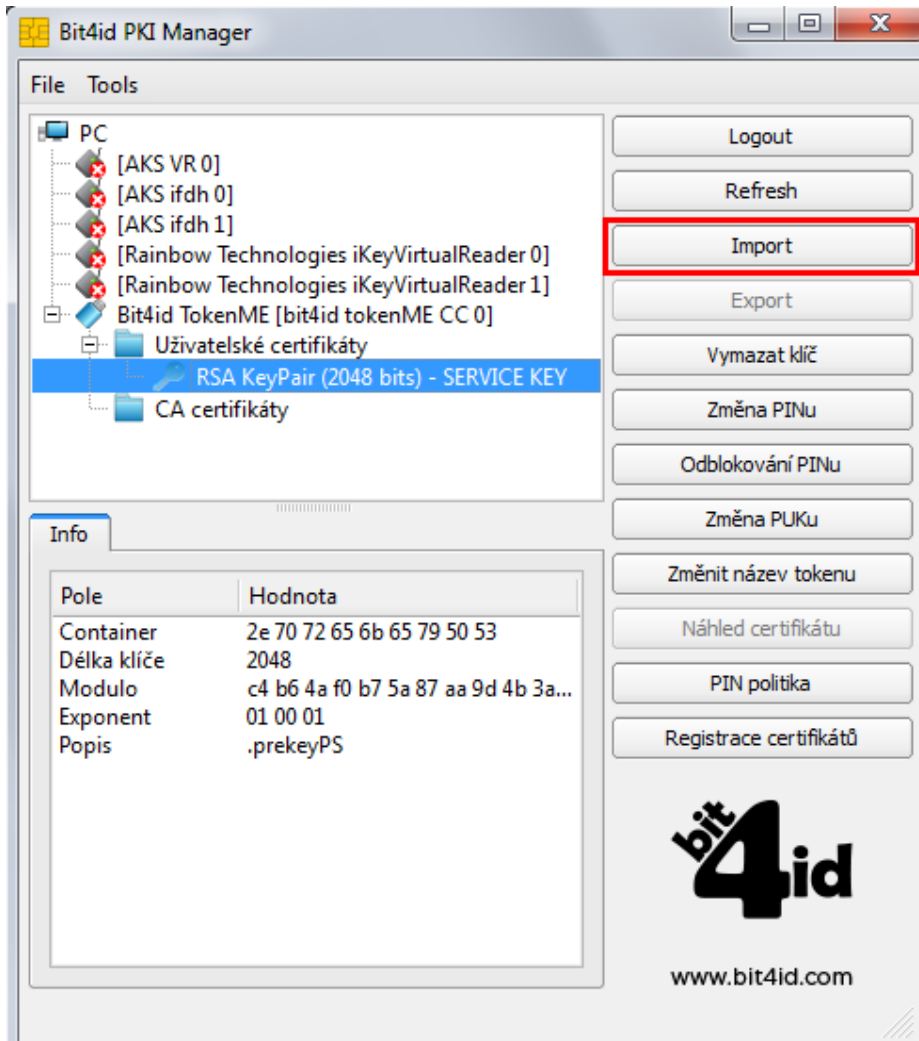 Bit4id PKI Manager
File Tools
PC
[AKS VR 0]
[AKS ifdh 0]
[AKS ifdh 1]
[Rainbow Technologies iKeyVirtualReader 0]
[Rainbow Technologies iKeyVirtualReader 1]
Bit4id TokenME [bit4id tokenME CC 0]
Uživatelské certifikáty
RSA KeyPair (2048 bits) - SERVICE KEY
CA certifikáty
Logout
Refresh
Import
Export
Vymazat klíč
Změna PINu
Odblokování PINu
Změna PUKu
Změnit název tokenu
Náhled certifikátu
PIN politika
Registrace certifikátů
Info
Pole Hodnota
Container 2e 70 72 65 6b 65 79 50 53
Délka klíče 2048
Modulo c4 b6 4a f0 b7 5a 87 aa 9d 4b 3a...
Exponent 01 00 01
Popis .prekeyPS
bit4id
www.bit4id.com